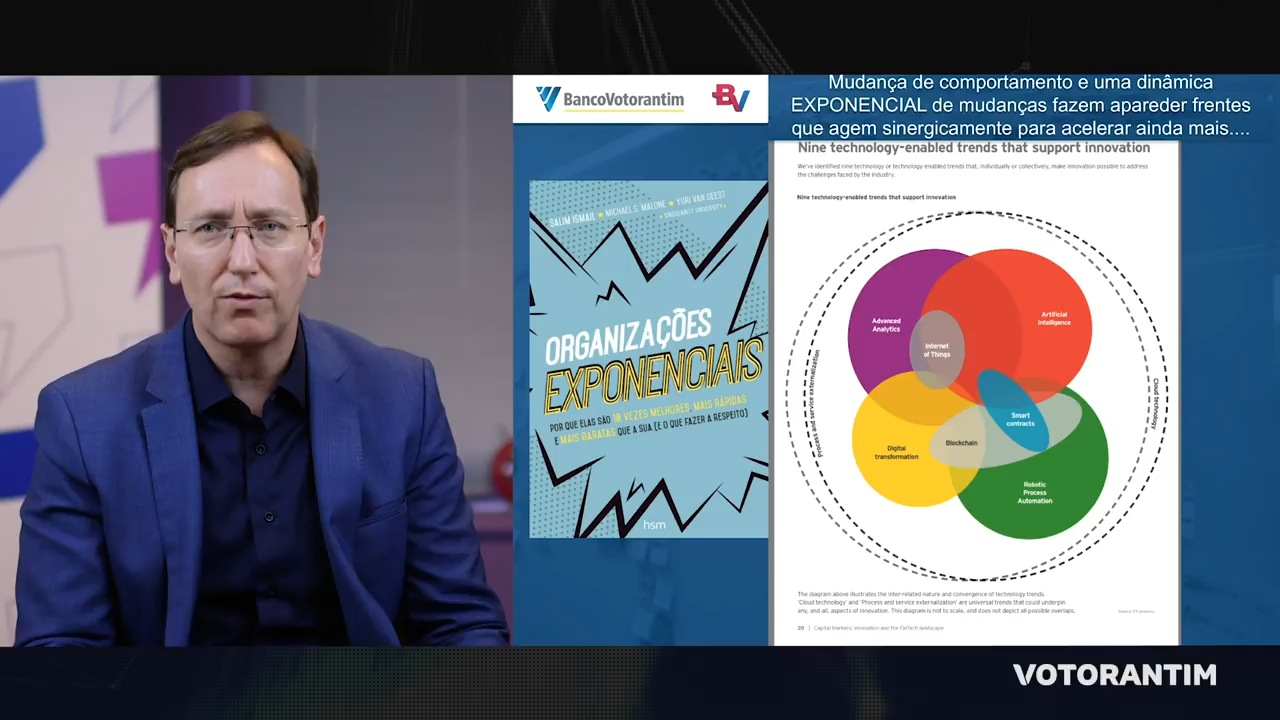 BancoVotorantim
BV
Mudança de comportamento e uma dinâmica
EXPONENCIAL de mudanças fazem apareder frentes
que agem sinergicamente para acelerar ainda mais....
SALIM ISMAIL ★ MICHAEL S. MALONE ★ YURI VAN GEEST
★ SINGULARITY UNIVERSITY ★
ORGANIZAÇÕES
EXPONENCIAIS
POR QUE ELAS SÃO 10 VEZES MELHORES, MAIS RÁPIDAS
E MAIS BARATAS QUE A SUA (E O QUE FAZER A RESPEITO)
hsm
Nine technology-enabled trends that support innovation
We've identified nine technology or technology-enabled trends that, individually or collectively, make innovation possible to address
the challenges faced by the industry.
Nine technology-enabled trends that support innovation
Advanced
Analytics
Artificial
Intelligence
Internet
of Things
Smart
contracts
Blockchain
Digital
transformation
Robotic
Process
Automation
Process and service externalization
Cloud technology
The diagram above illustrates the inter-related nature and convergence of technology trends.
'Cloud technology' and 'Process and service externalization' are universal trends that could underpin
any, and all, aspects of innovation. This diagram is not to scale, and does not depict all possible overlaps.
20 | Capital Markets: innovation and the FinTech landscape
VOTORANTIM